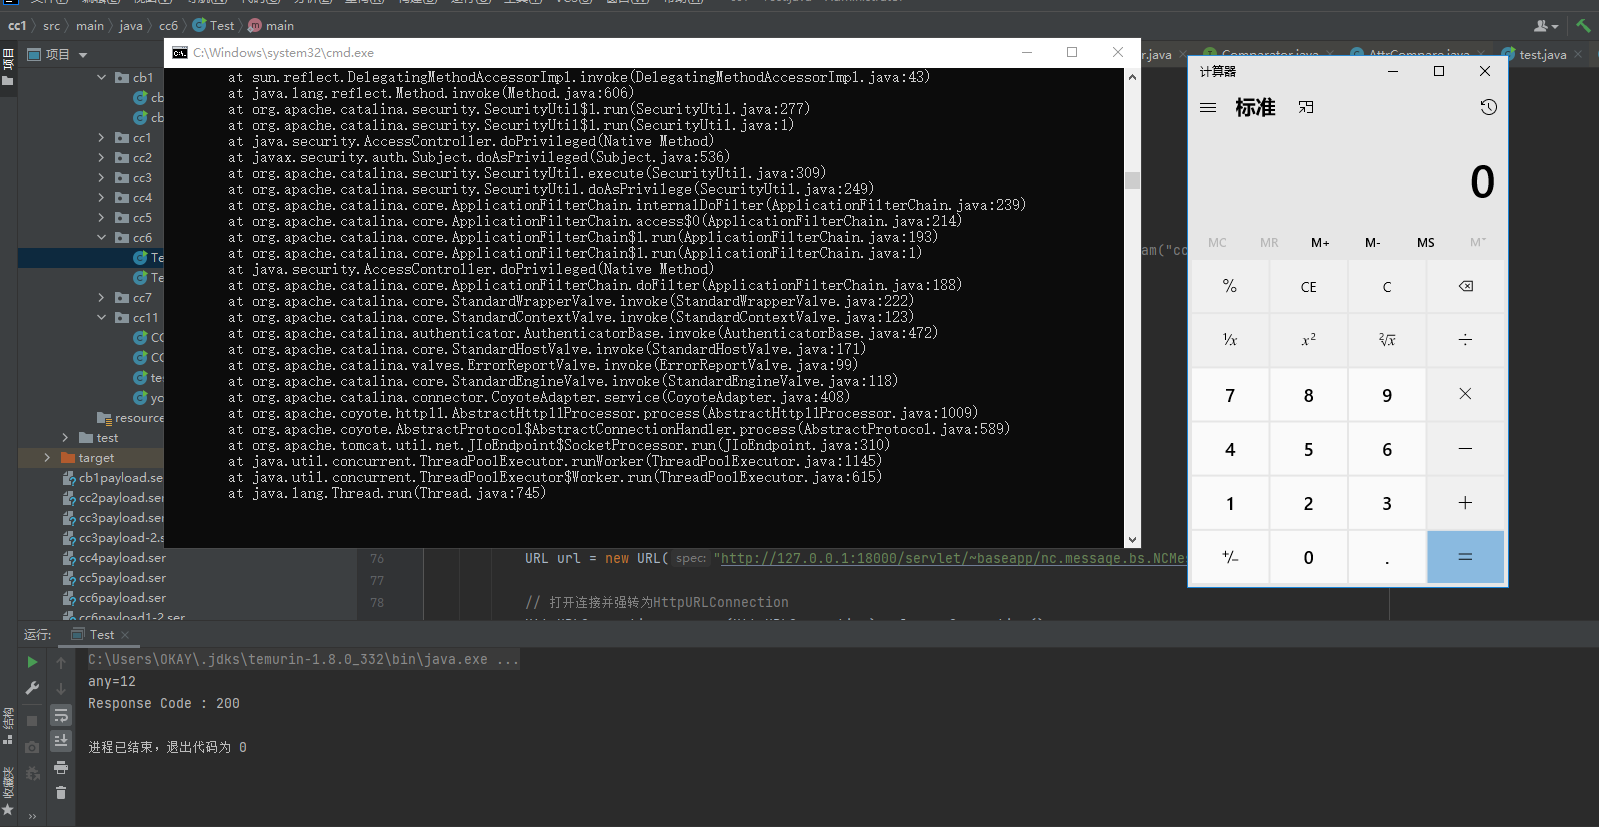 cc1 src main java cc6 Test main
项目
r.java Comparator.java AttrCompare.java test.java
cb1
cb
cb
cc1
cc2
cc3
cc4
cc5
cc6
Te
Te
cc7
cc11
CC
CC
tes
yo
resource
test
target
cb1payload.se
cc2payload.ser
cc3payload.ser
cc3payload-2.s
cc4payload.ser
cc5payload.ser
cc6payload.ser
cc6payload1-2.ser
C:\Windows\system32\cmd.exe
at sun.reflect.DelegatingMethodAccessorImpl.invoke(DelegatingMethodAccessorImpl.java:43)
at java.lang.reflect.Method.invoke(Method.java:606)
at org.apache.catalina.security.SecurityUtil$1.run(SecurityUtil.java:277)
at org.apache.catalina.security.SecurityUtil$1.run(SecurityUtil.java:1)
at java.security.AccessController.doPrivileged(Native Method)
at javax.security.auth.Subject.doAsPrivileged(Subject.java:536)
at org.apache.catalina.security.SecurityUtil.execute(SecurityUtil.java:309)
at org.apache.catalina.security.SecurityUtil.doAsPrivilege(SecurityUtil.java:249)
at org.apache.catalina.core.ApplicationFilterChain.internalDoFilter(ApplicationFilterChain.java:239)
at org.apache.catalina.core.ApplicationFilterChain.access$0(ApplicationFilterChain.java:214)
at org.apache.catalina.core.ApplicationFilterChain$1.run(ApplicationFilterChain.java:193)
at org.apache.catalina.core.ApplicationFilterChain$1.run(ApplicationFilterChain.java:1)
at java.security.AccessController.doPrivileged(Native Method)
at org.apache.catalina.core.ApplicationFilterChain.doFilter(ApplicationFilterChain.java:188)
at org.apache.catalina.core.StandardWrapperValve.invoke(StandardWrapperValve.java:222)
at org.apache.catalina.core.StandardContextValve.invoke(StandardContextValve.java:123)
at org.apache.catalina.authenticator.AuthenticatorBase.invoke(AuthenticatorBase.java:472)
at org.apache.catalina.core.StandardHostValve.invoke(StandardHostValve.java:171)
at org.apache.catalina.valves.ErrorReportValve.invoke(ErrorReportValve.java:99)
at org.apache.catalina.core.StandardEngineValve.invoke(StandardEngineValve.java:118)
at org.apache.catalina.connector.CoyoteAdapter.service(CoyoteAdapter.java:408)
at org.apache.coyote.http11.AbstractHttp11Processor.process(AbstractHttp11Processor.java:1009)
at org.apache.coyote.AbstractProtocol$AbstractConnectionHandler.process(AbstractProtocol.java:589)
at org.apache.tomcat.util.net.JIoEndpoint$SocketProcessor.run(JIoEndpoint.java:310)
at java.util.concurrent.ThreadPoolExecutor.runWorker(ThreadPoolExecutor.java:1145)
at java.util.concurrent.ThreadPoolExecutor$Worker.run(ThreadPoolExecutor.java:615)
at java.lang.Thread.run(Thread.java:745)
am("cc
76 URL url = new URL( spec: "http://127.0.0.1:18000/servlet/~baseapp/nc.message.bs.NCMes
77
78 // 打开连接并强转为HttpURLConnection
计算器
标准
0
MC MR M+ M- MS M˅
% CE C
¹⁄x x² ²√x ÷
7 8 9 ×
4 5 6 −
1 2 3 +
+/− 0 . =
运行: Test
C:\Users\OKAY\.jdks\temurin-1.8.0_332\bin\java.exe ...
any=12
Response Code : 200
进程已结束,退出代码为 0
结构
收藏夹
项目